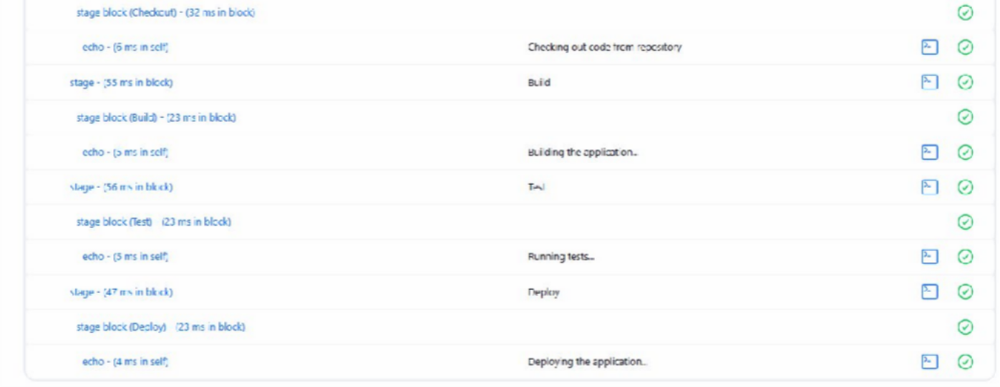 stage block (Checkout) - (32 ms in block)
echo - (6 ms in self) Checking out code from repository
stage - (55 ms in block) Build
stage block (Build) - (23 ms in block)
echo - (5 ms in self) Building the application...
stage - (56 ms in block) Test
stage block (Test) (23 ms in block)
echo - (5 ms in self) Running tests...
stage - (47 ms in block) Deploy
stage block (Deploy) (23 ms in block)
echo - (4 ms in self) Deploying the application...